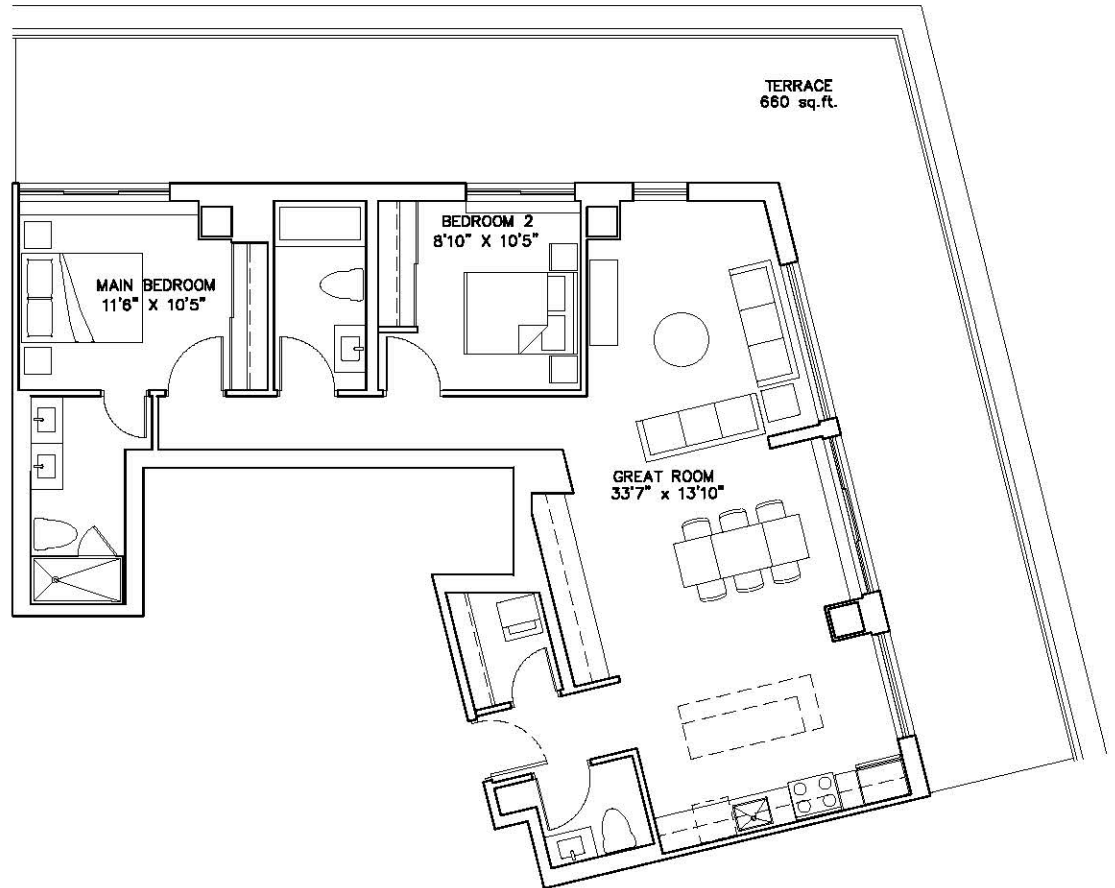 TERRACE
660 sq.ft.
BEDROOM 2
8'10" X 10'5"
MAIN BEDROOM
11'6" X 10'5"
GREAT ROOM
33'7" x 13'10"